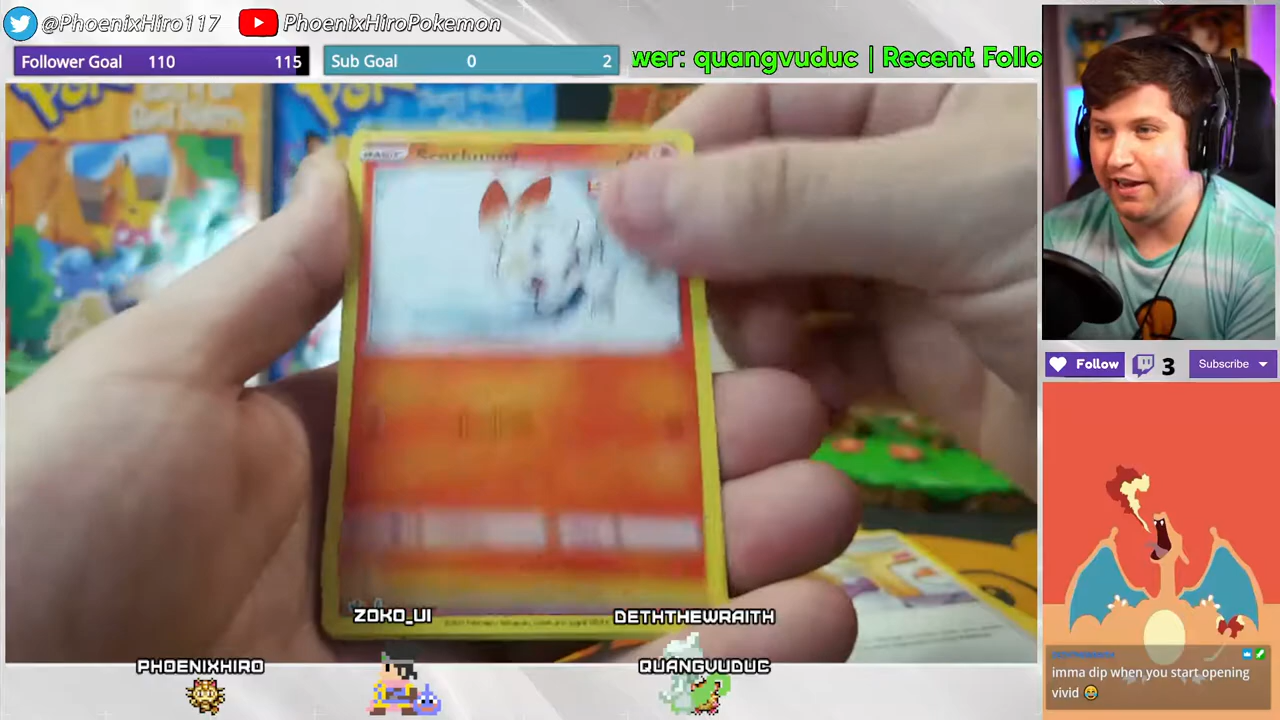 @PhoenixHiro117 PhoenixHiroPokemon
Follower Goal 110 115 Sub Goal 0 2 wer: quangvuduc | Recent Follo
BASIC
Follow 3 Subscribe
ZOKO_UI DETHTHEWRAITH
PHOENIXHIRO QUANGVUDUC
imma dip when you start opening
vivid 😂